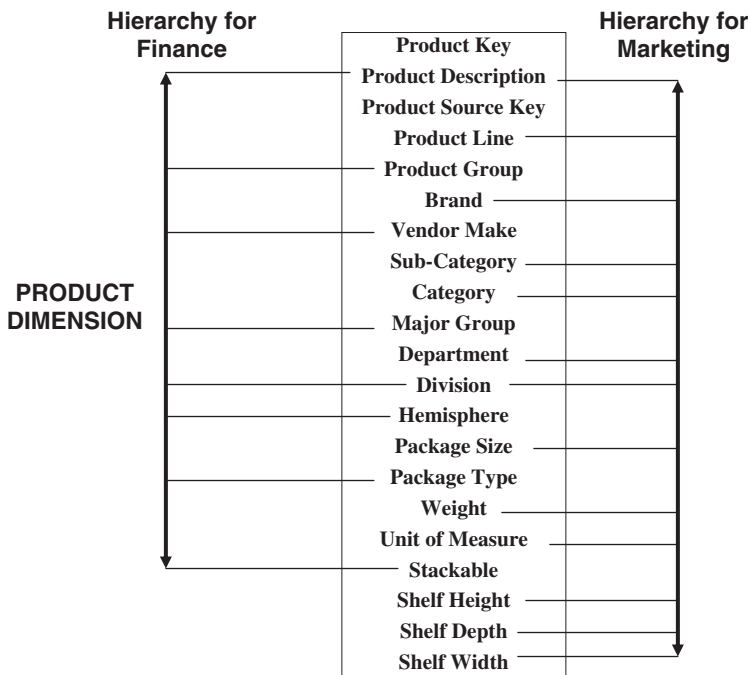 Hierarchy for
Finance
Hierarchy for
Marketing
PRODUCT
DIMENSION
Product Key
Product Description
Product Source Key
Product Line
Product Group
Brand
Vendor Make
Sub-Category
Category
Major Group
Department
Division
Hemisphere
Package Size
Package Type
Weight
Unit of Measure
Stackable
Shelf Height
Shelf Depth
Shelf Width